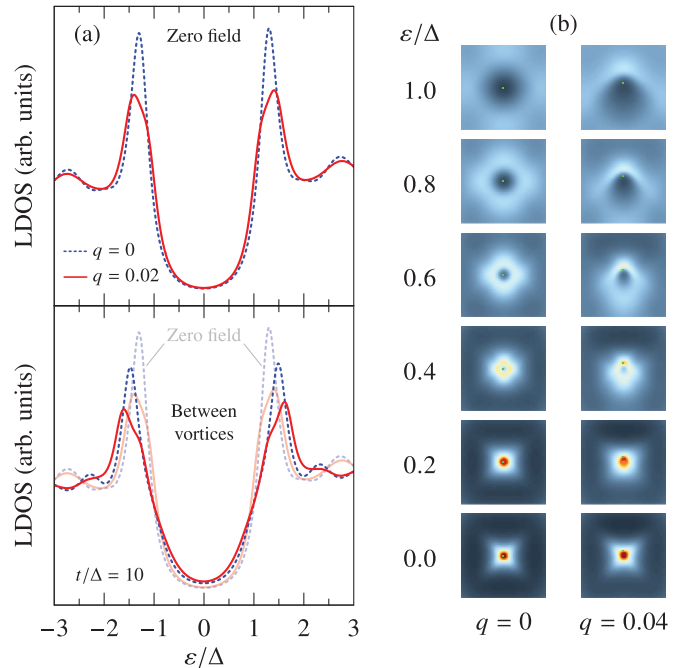 (a)
Zero field
LDOS (arb. units)
q = 0
q = 0.02
Zero field
Between
vortices
LDOS (arb. units)
t/Δ = 10
−3 −2 −1 0 1 2 3
ε/Δ
(b)
ε/Δ
1.0
0.8
0.6
0.4
0.2
0.0
q = 0 q = 0.04